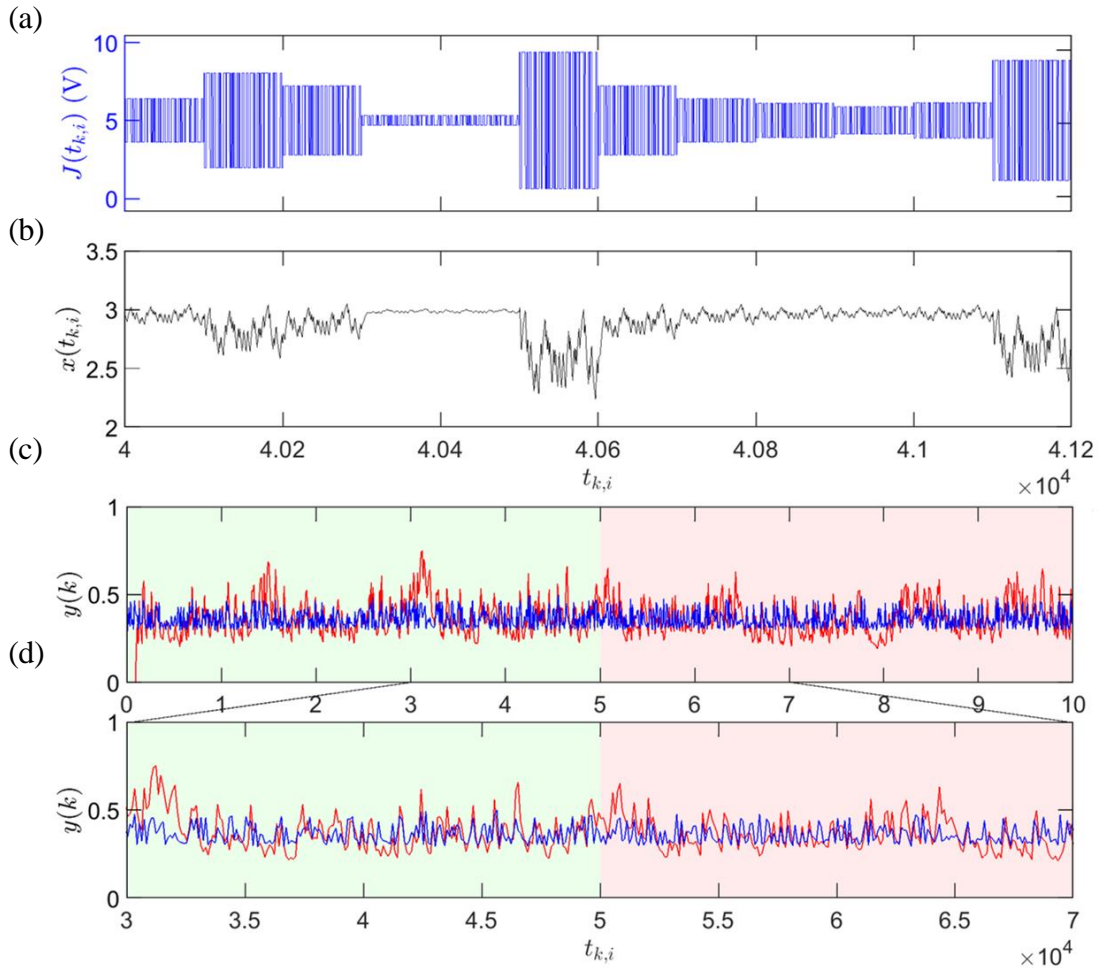 (a)
10
5
0
J(t_{k,i}) (V)
(b)
3.5
3
2.5
2
x(t_{k,i})
4 4.02 4.04 4.06 4.08 4.1 4.12
t_{k,i}
×10^4
(c)
1
0.5
0
y(k)
0 1 2 3 4 5 6 7 8 9 10
(d)
1
0.5
0
y(k)
3 3.5 4 4.5 5 5.5 6 6.5 7
t_{k,i}
×10^4